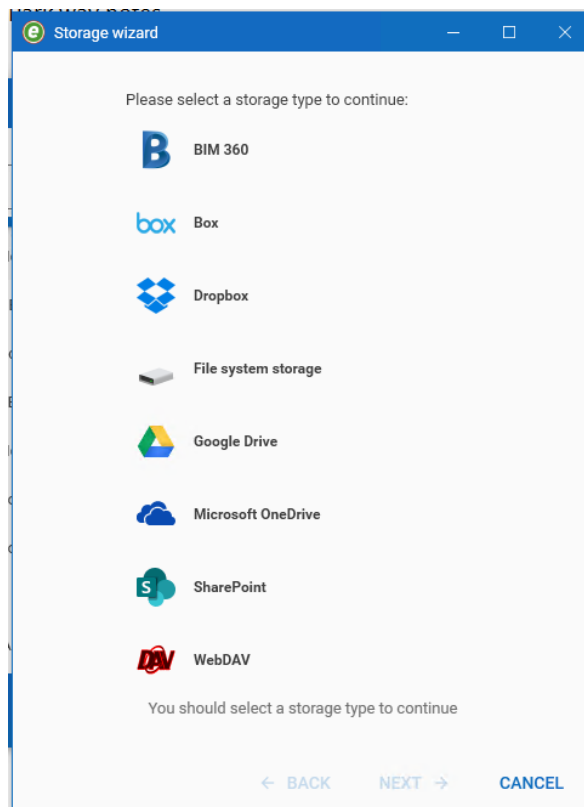 Storage wizard
Please select a storage type to continue:
BIM 360
box Box
Dropbox
File system storage
Google Drive
Microsoft OneDrive
S SharePoint
DAV WebDAV
You should select a storage type to continue
← BACK NEXT → CANCEL